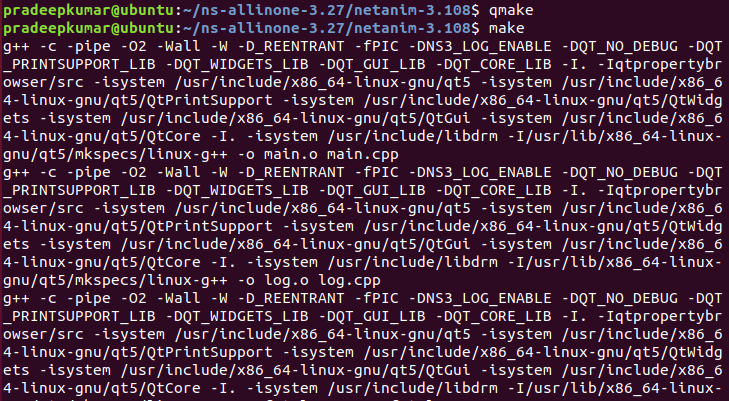 pradeepkumar@ubuntu:~/ns-allinone-3.27/netanim-3.108$ qmake
pradeepkumar@ubuntu:~/ns-allinone-3.27/netanim-3.108$ make
g++ -c -pipe -O2 -Wall -W -D_REENTRANT -fPIC -DNS3_LOG_ENABLE -DQT_NO_DEBUG -DQT
_PRINTSUPPORT_LIB -DQT_WIDGETS_LIB -DQT_GUI_LIB -DQT_CORE_LIB -I. -Iqtpropertybr
owser/src -isystem /usr/include/x86_64-linux-gnu/qt5 -isystem /usr/include/x86_6
4-linux-gnu/qt5/QtPrintSupport -isystem /usr/include/x86_64-linux-gnu/qt5/QtWidg
ets -isystem /usr/include/x86_64-linux-gnu/qt5/QtGui -isystem /usr/include/x86_6
4-linux-gnu/qt5/QtCore -I. -isystem /usr/include/libdrm -I/usr/lib/x86_64-linux-
gnu/qt5/mkspecs/linux-g++ -o main.o main.cpp
g++ -c -pipe -O2 -Wall -W -D_REENTRANT -fPIC -DNS3_LOG_ENABLE -DQT_NO_DEBUG -DQT
_PRINTSUPPORT_LIB -DQT_WIDGETS_LIB -DQT_GUI_LIB -DQT_CORE_LIB -I. -Iqtpropertybr
owser/src -isystem /usr/include/x86_64-linux-gnu/qt5 -isystem /usr/include/x86_6
4-linux-gnu/qt5/QtPrintSupport -isystem /usr/include/x86_64-linux-gnu/qt5/QtWidg
ets -isystem /usr/include/x86_64-linux-gnu/qt5/QtGui -isystem /usr/include/x86_6
4-linux-gnu/qt5/QtCore -I. -isystem /usr/include/libdrm -I/usr/lib/x86_64-linux-
gnu/qt5/mkspecs/linux-g++ -o log.o log.cpp
g++ -c -pipe -O2 -Wall -W -D_REENTRANT -fPIC -DNS3_LOG_ENABLE -DQT_NO_DEBUG -DQT
_PRINTSUPPORT_LIB -DQT_WIDGETS_LIB -DQT_GUI_LIB -DQT_CORE_LIB -I. -Iqtpropertybr
owser/src -isystem /usr/include/x86_64-linux-gnu/qt5 -isystem /usr/include/x86_6
4-linux-gnu/qt5/QtPrintSupport -isystem /usr/include/x86_64-linux-gnu/qt5/QtWidg
ets -isystem /usr/include/x86_64-linux-gnu/qt5/QtGui -isystem /usr/include/x86_6
4-linux-gnu/qt5/QtCore -I. -isystem /usr/include/libdrm -I/usr/lib/x86_64-linux-